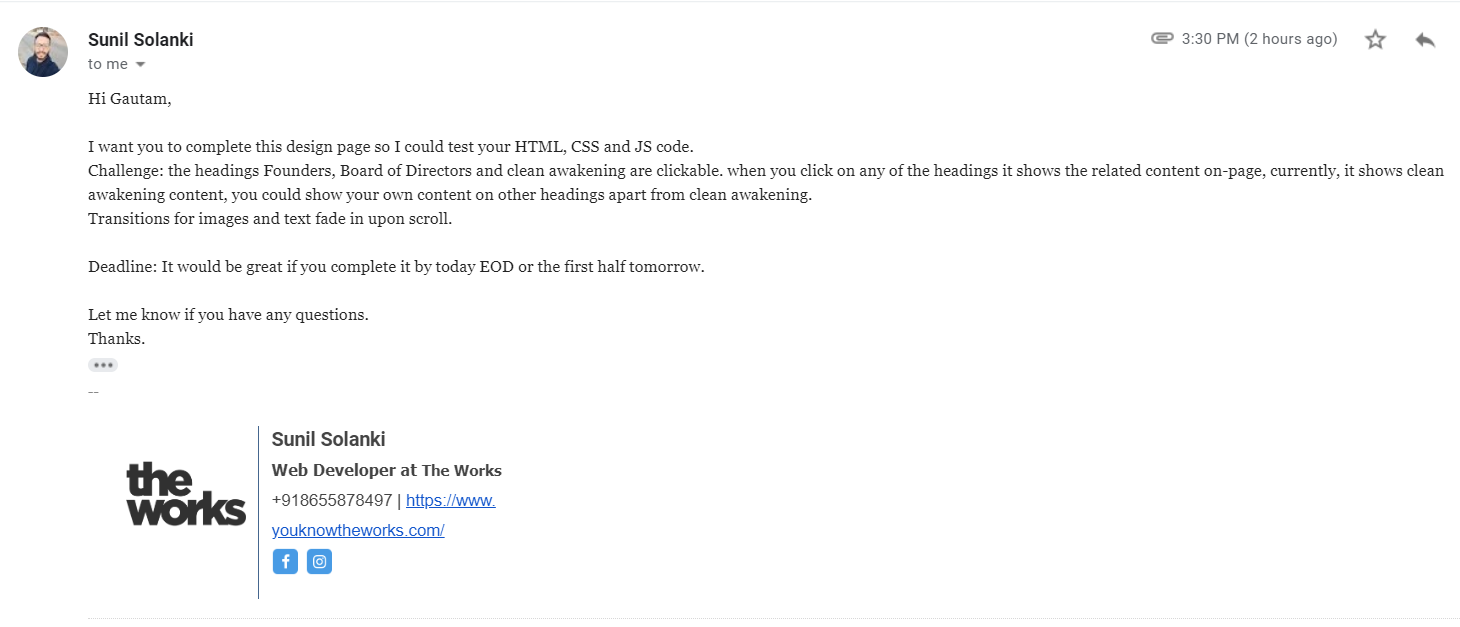 Sunil Solanki
3:30 PM (2 hours ago)
to me
Hi Gautam,
I want you to complete this design page so I could test your HTML, CSS and JS code.
Challenge: the headings Founders, Board of Directors and clean awakening are clickable. when you click on any of the headings it shows the related content on-page, currently, it shows clean
awakening content, you could show your own content on other headings apart from clean awakening.
Transitions for images and text fade in upon scroll.
Deadline: It would be great if you complete it by today EOD or the first half tomorrow.
Let me know if you have any questions.
Thanks.
--
the
works
Sunil Solanki
Web Developer at The Works
+918655878497 | https://www.
youknowtheworks.com/